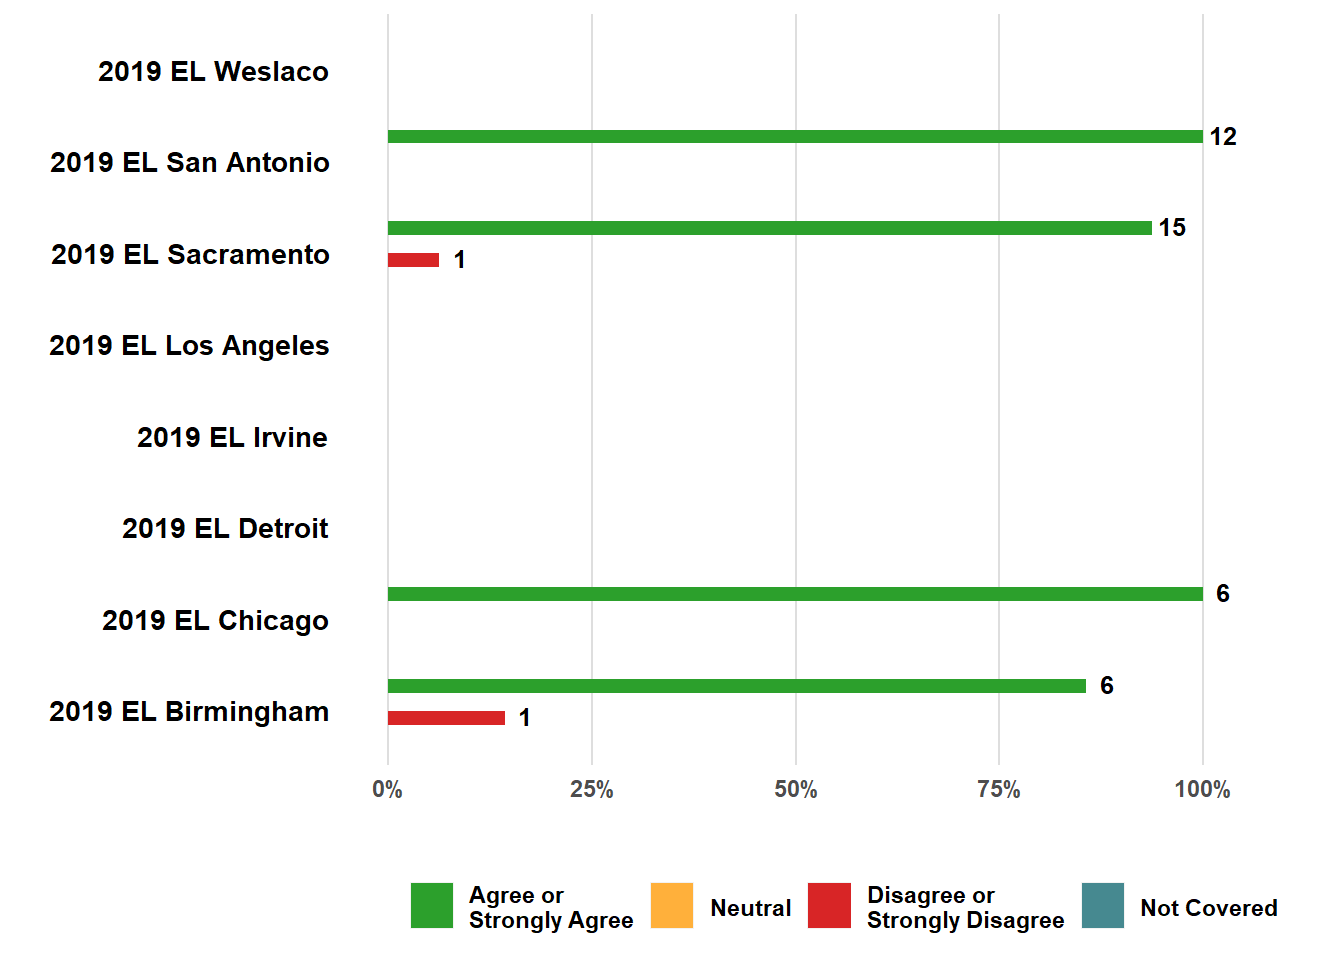 2019 EL Weslaco
12
2019 EL San Antonio
15
2019 EL Sacramento
1
2019 EL Los Angeles
2019 EL Irvine
2019 EL Detroit
6
2019 EL Chicago
6
2019 EL Birmingham
1
0% 25% 50% 75% 100%
Agree or
Strongly Agree
Neutral
Disagree or
Strongly Disagree
Not Covered